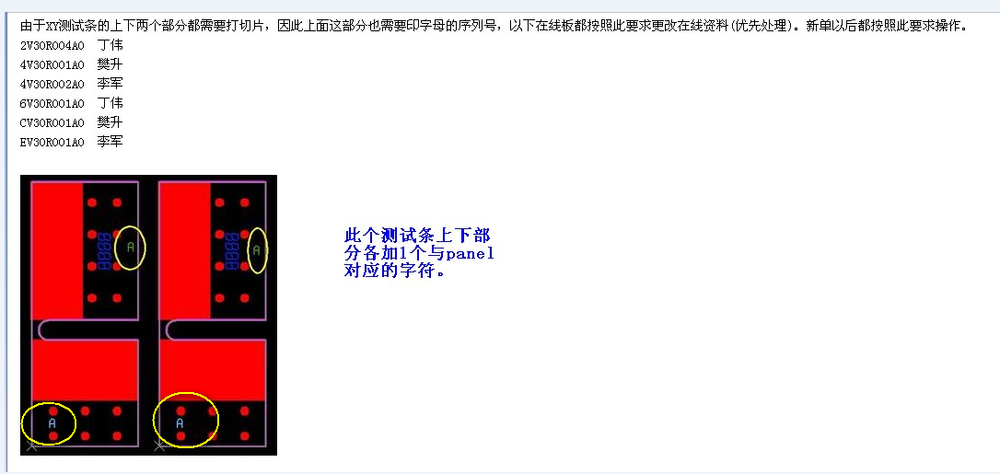 由于XY测试条的上下两个部分都需要打切片，因此上面这部分也需要印字母的序列号，以下在线板都按照此要求更改在线资料(优先处理)。新单以后都按照此要求操作。
2V30R004A0 丁伟
4V30R001A0 樊升
4V30R002A0 李军
6V30R001A0 丁伟
CV30R001A0 樊升
EV30R001A0 李军
8888 A 8888 A
此个测试条上下部
分各加1个与panel
对应的字符。
A A